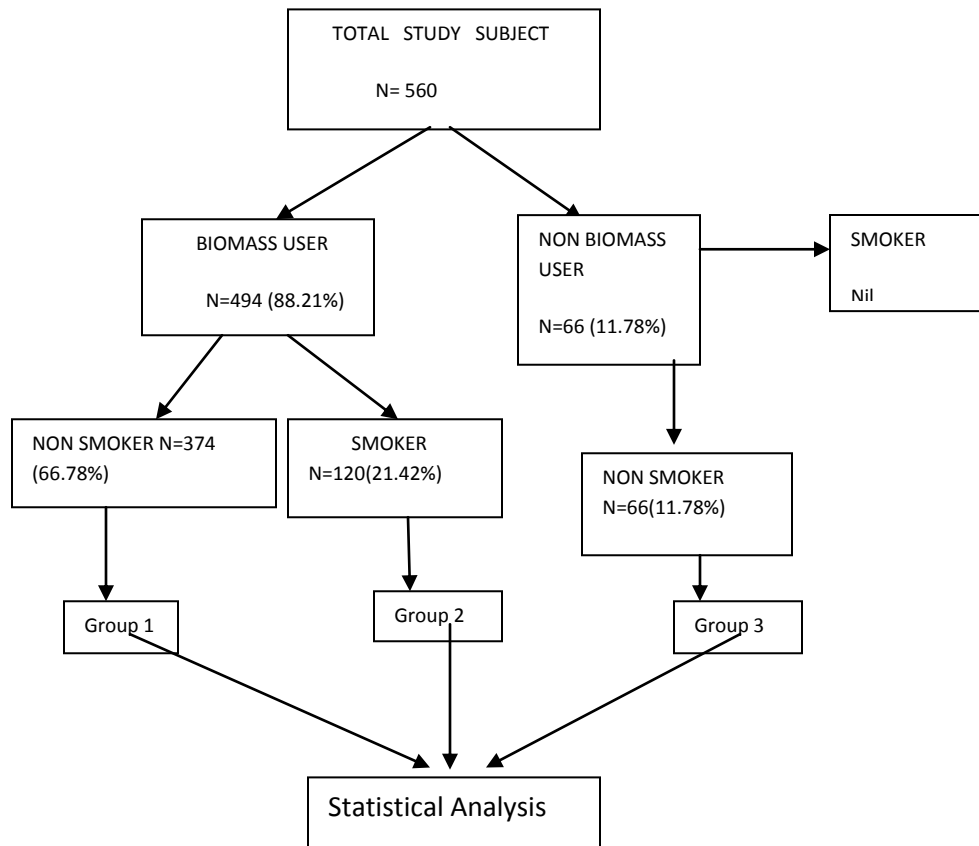 TOTAL STUDY SUBJECT
N= 560
BIOMASS USER
N=494 (88.21%)
NON BIOMASS
USER
N=66 (11.78%)
SMOKER
Nil
NON SMOKER N=374
(66.78%)
SMOKER
N=120(21.42%)
NON SMOKER
N=66(11.78%)
Group 1
Group 2
Group 3
Statistical Analysis